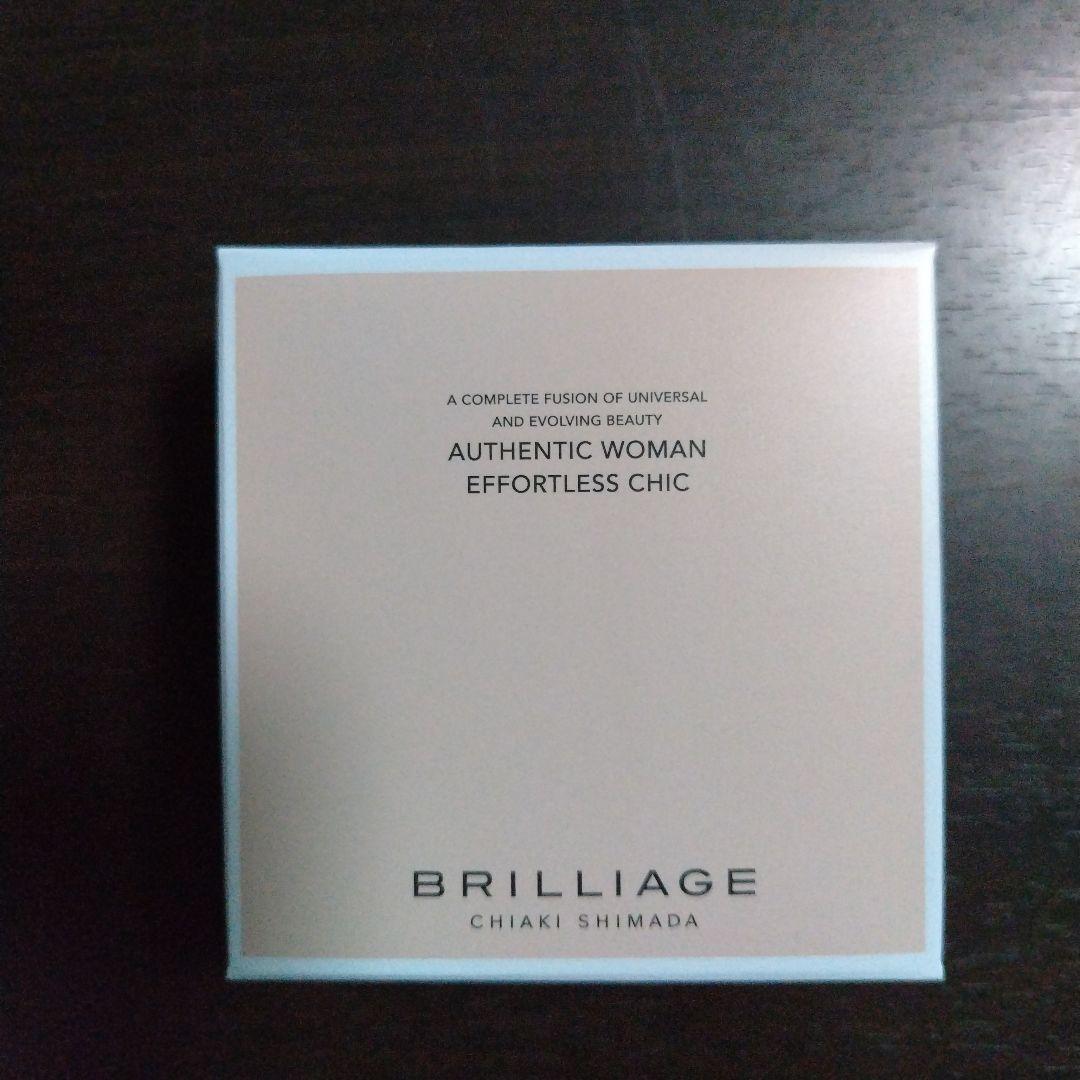 A COMPLETE FUSION OF UNIVERSAL
AND EVOLVING BEAUTY
AUTHENTIC WOMAN
EFFORTLESS CHIC
BRILLIAGE
CHIAKI SHIMADA